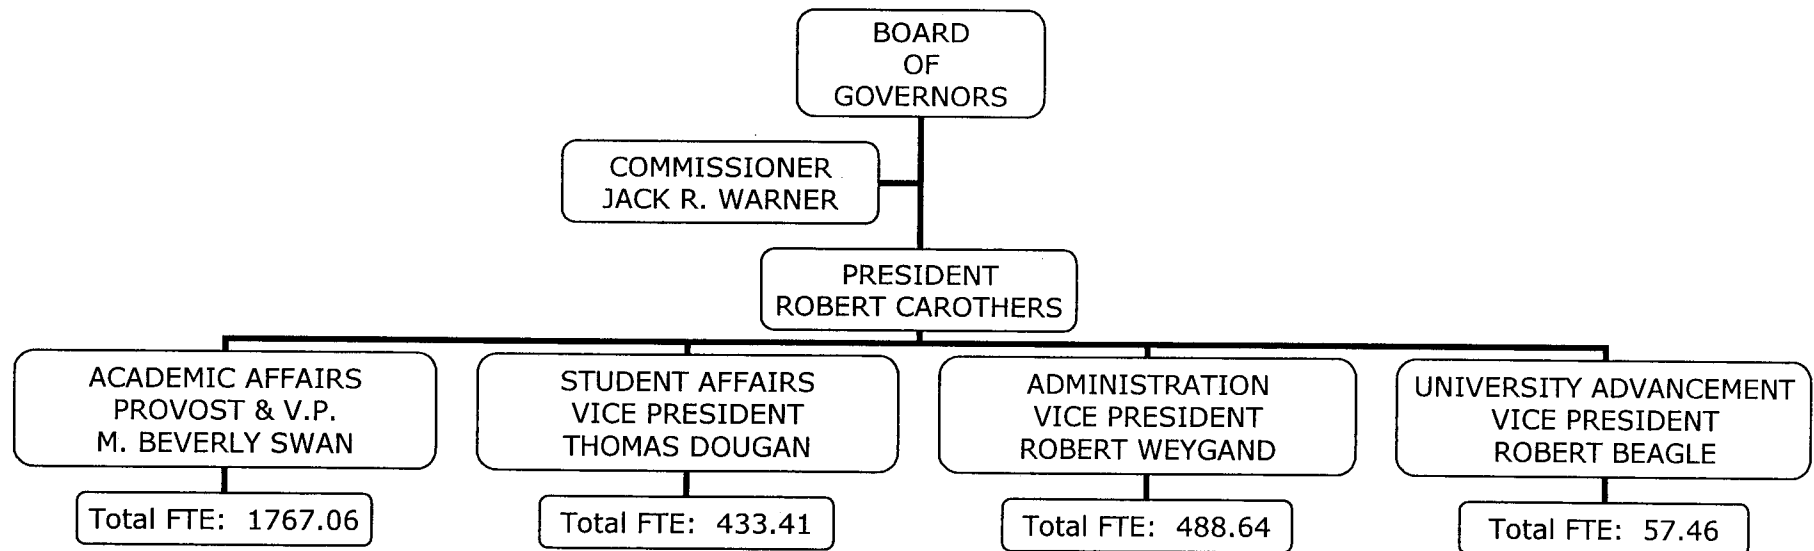 BOARD
OF
GOVERNORS
COMMISSIONER
JACK R. WARNER
PRESIDENT
ROBERT CAROTHERS
ACADEMIC AFFAIRS
PROVOST & V.P.
M. BEVERLY SWAN
Total FTE: 1767.06
STUDENT AFFAIRS
VICE PRESIDENT
THOMAS DOUGAN
Total FTE: 433.41
ADMINISTRATION
VICE PRESIDENT
ROBERT WEYGAND
Total FTE: 488.64
UNIVERSITY ADVANCEMENT
VICE PRESIDENT
ROBERT BEAGLE
Total FTE: 57.46